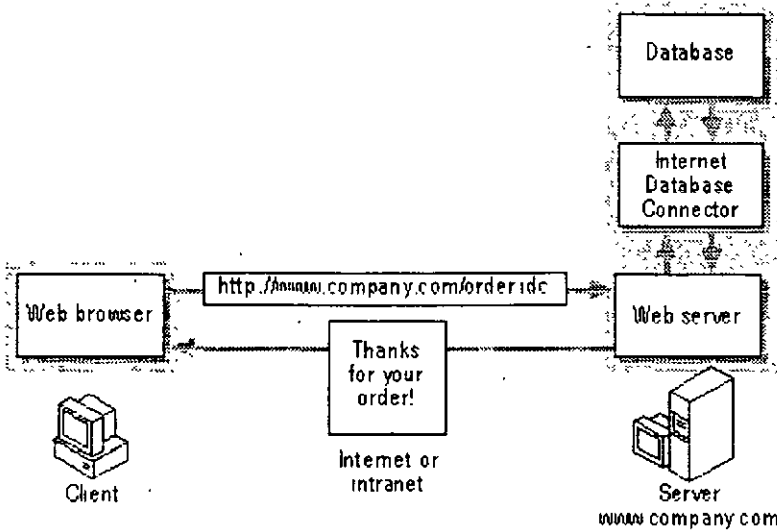 Database
Internet
Database
Connector
http://www.company.com/order.idc
Web browser
Web server
Thanks
for your
order!
Internet or
intranet
Client
Server
www.company.com